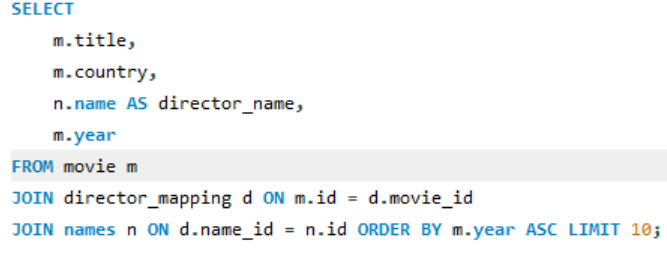 SELECT
m.title,
m.country,
n.name AS director_name,
m.year
FROM movie m
JOIN director_mapping d ON m.id = d.movie_id
JOIN names n ON d.name_id = n.id ORDER BY m.year ASC LIMIT 10;